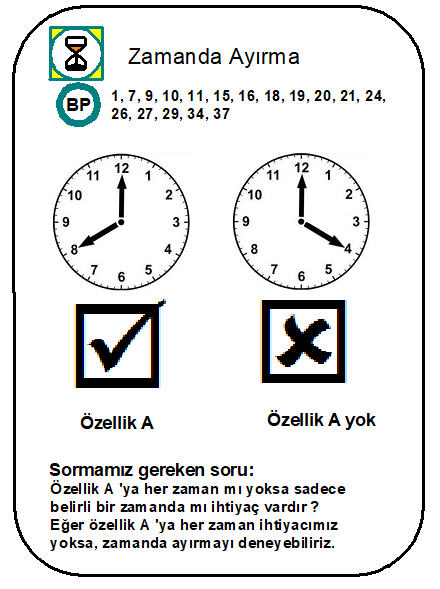 Zamanda Ayırma
BP
1, 7, 9, 10, 11, 15, 16, 18, 19, 20, 21, 24,
26, 27, 29, 34, 37
12
1
2
3
4
5
6
7
8
9
10
11
12
1
2
3
4
5
6
7
8
9
10
11
Özellik A
Özellik A yok
Sormamız gereken soru:
Özellik A 'ya her zaman mı yoksa sadece
belirli bir zamanda mı ihtiyaç vardır ?
Eğer özellik A 'ya her zaman ihtiyacımız
yoksa, zamanda ayırmayı deneyebiliriz.